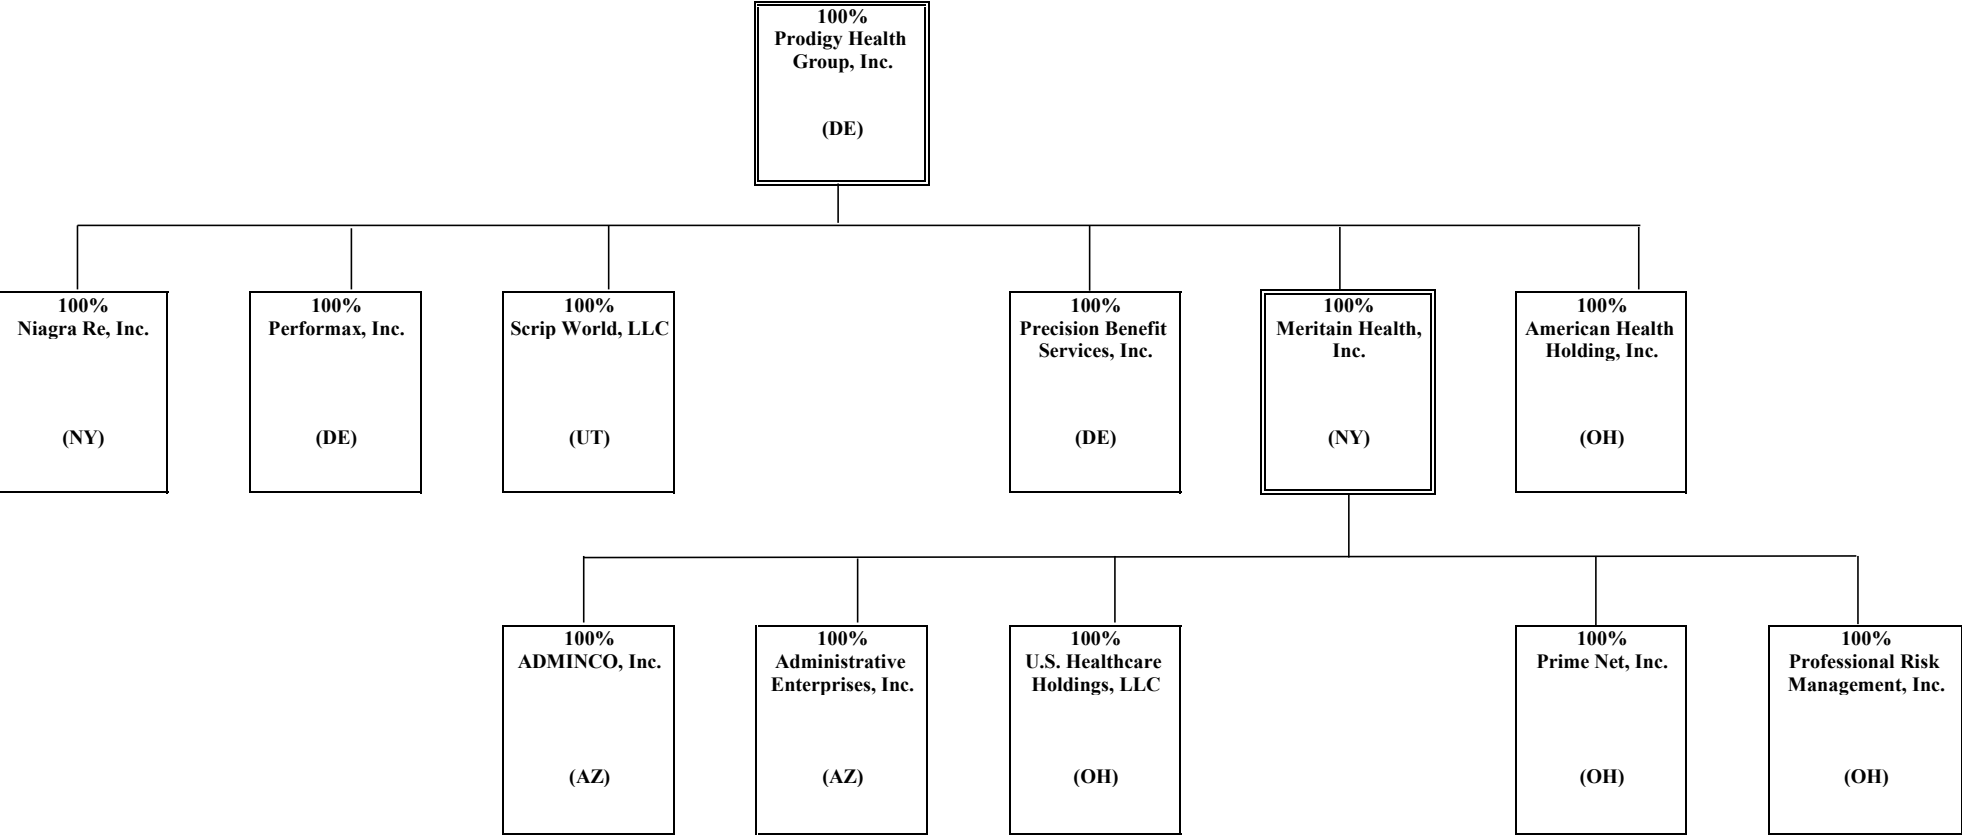 100%
Prodigy Health
Group, Inc.
(DE)
100%
Niagra Re, Inc.
(NY)
100%
Performax, Inc.
(DE)
100%
Scrip World, LLC
(UT)
100%
Precision Benefit
Services, Inc.
(DE)
100%
Meritain Health,
Inc.
(NY)
100%
American Health
Holding, Inc.
(OH)
100%
ADMINCO, Inc.
(AZ)
100%
Administrative
Enterprises, Inc.
(AZ)
100%
U.S. Healthcare
Holdings, LLC
(OH)
100%
Prime Net, Inc.
(OH)
100%
Professional Risk
Management, Inc.
(OH)